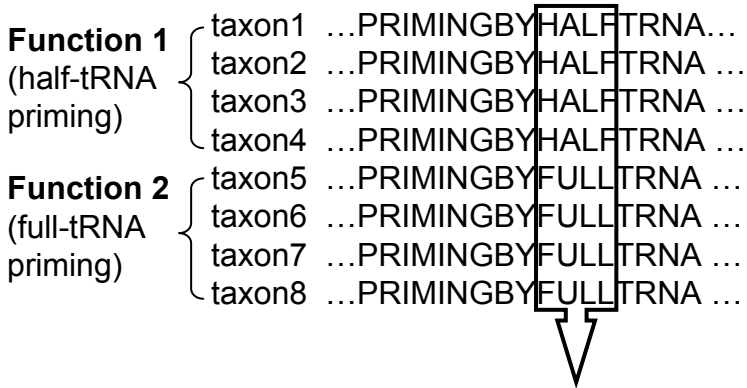 Function 1
(half-tRNA
priming)
taxon1 …PRIMINGBYHALFTRNA…
taxon2 …PRIMINGBYHALFTRNA …
taxon3 …PRIMINGBYHALFTRNA …
taxon4 …PRIMINGBYHALFTRNA …
Function 2
(full-tRNA
priming)
taxon5 …PRIMINGBYFULLTRNA …
taxon6 …PRIMINGBYFULLTRNA …
taxon7 …PRIMINGBYFULLTRNA …
taxon8 …PRIMINGBYFULLTRNA …